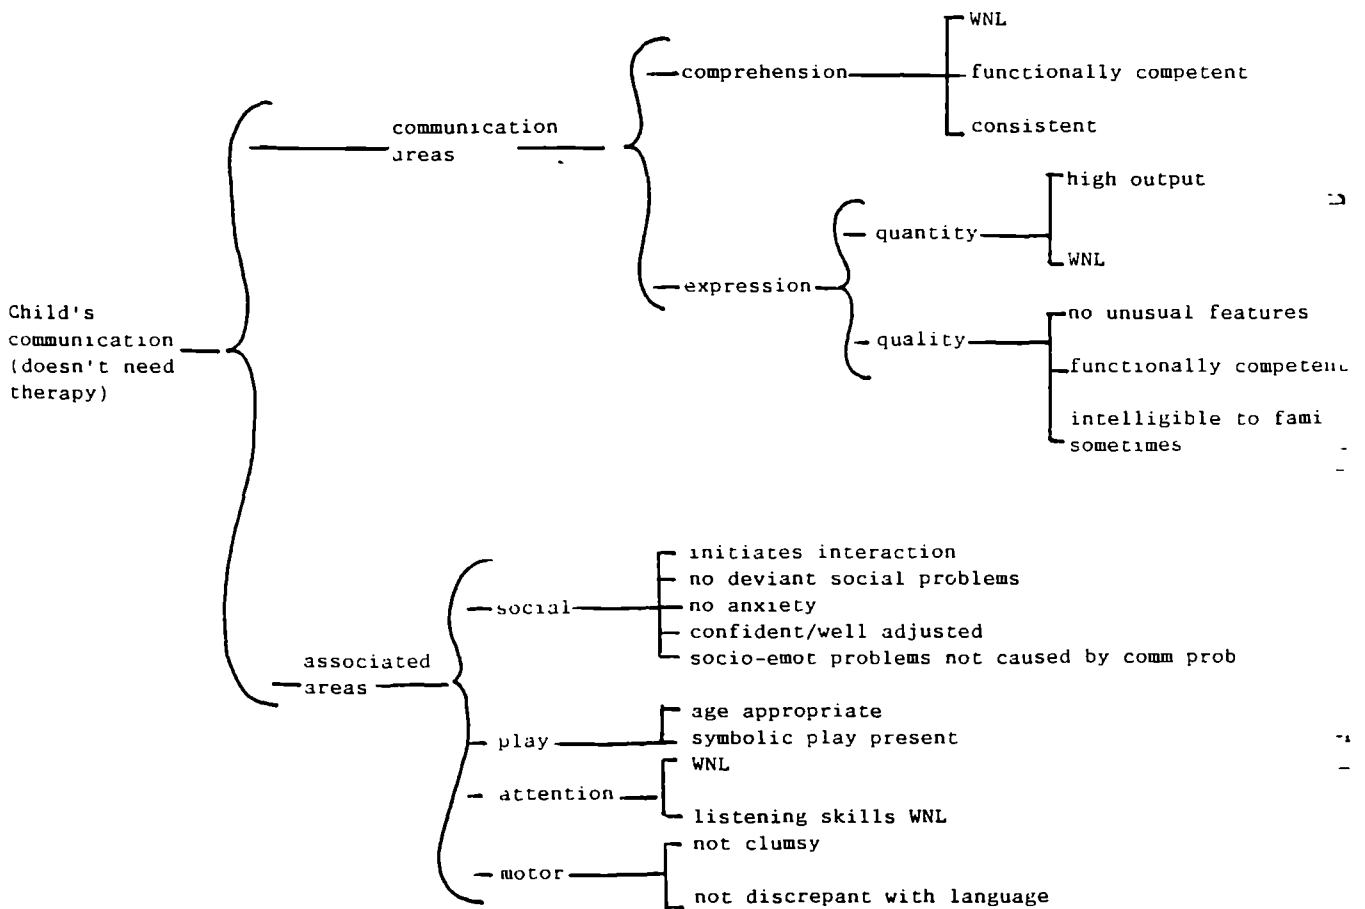 WNL
comprehension
functionally competent
communication
areas
consistent
high output
quantity
WNL
expression
Child's
communication
(doesn't need
therapy)
no unusual features
quality
functionally
intelligible to
sometimes
initiates interaction
no deviant social problems
social
no anxiety
confident/well adjusted
socio-emot problems not caused by comm prob
associated
areas
age appropriate
play
symbolic play present
WNL
attention
listening skills WNL
not clumsy
motor
not discrepant with language